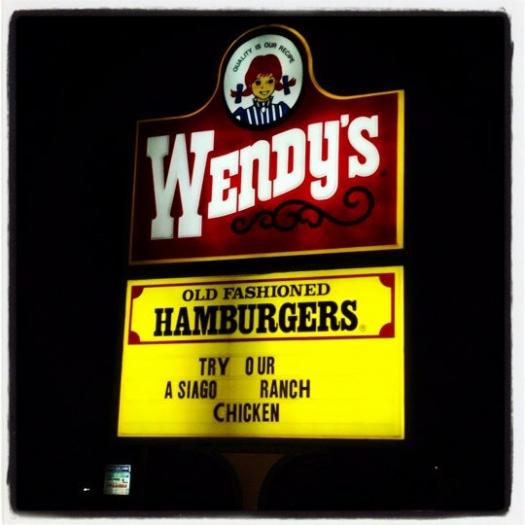 QUALITY IS OUR RECIPE
WENDY'S
OLD FASHIONED
HAMBURGERS®
TRY OUR
A SIAGO RANCH
CHICKEN